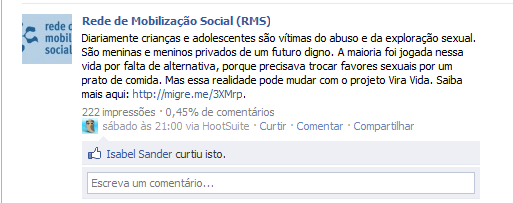 rede de
mobil
social
Rede de Mobilização Social (RMS)
Diariamente crianças e adolescentes são vítimas do abuso e da exploração sexual.
São meninas e meninos privados de um futuro digno. A maioria foi jogada nessa
vida por falta de alternativa, porque precisava trocar favores sexuais por um
prato de comida. Mas essa realidade pode mudar com o projeto Vira Vida. Saiba
mais aqui: http://migre.me/3XMrp.
222 impressões · 0,45% de comentários
sábado às 21:00 via HootSuite · Curtir · Comentar · Compartilhar
Isabel Sander curtiu isto.
Escreva um comentário...